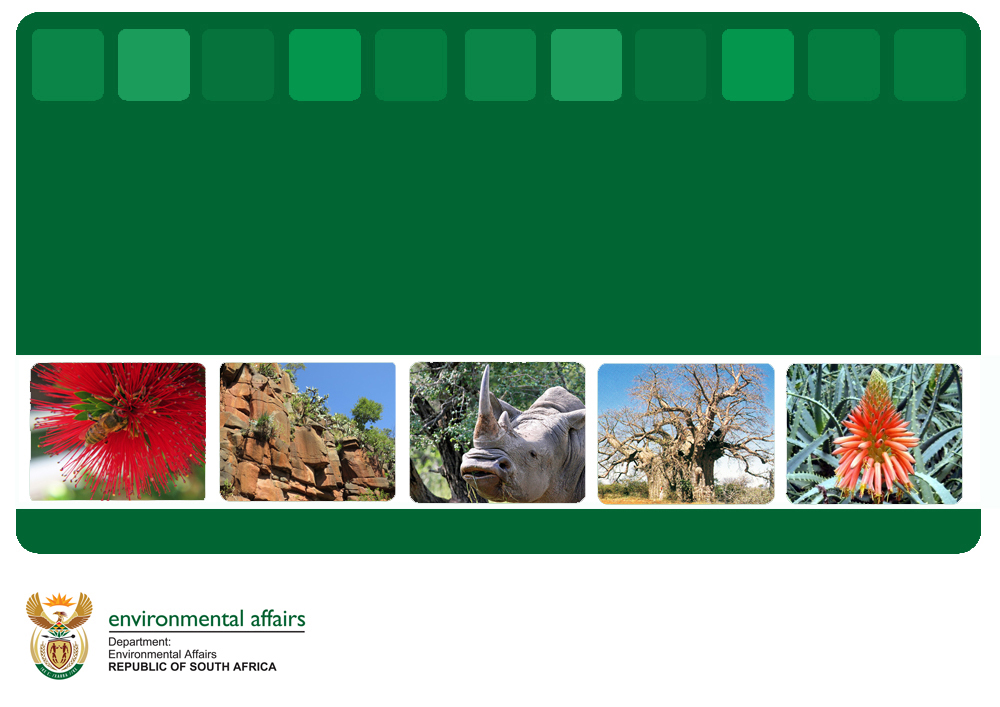 environmental affairs
Department:
Environmental Affairs
REPUBLIC OF SOUTH AFRICA